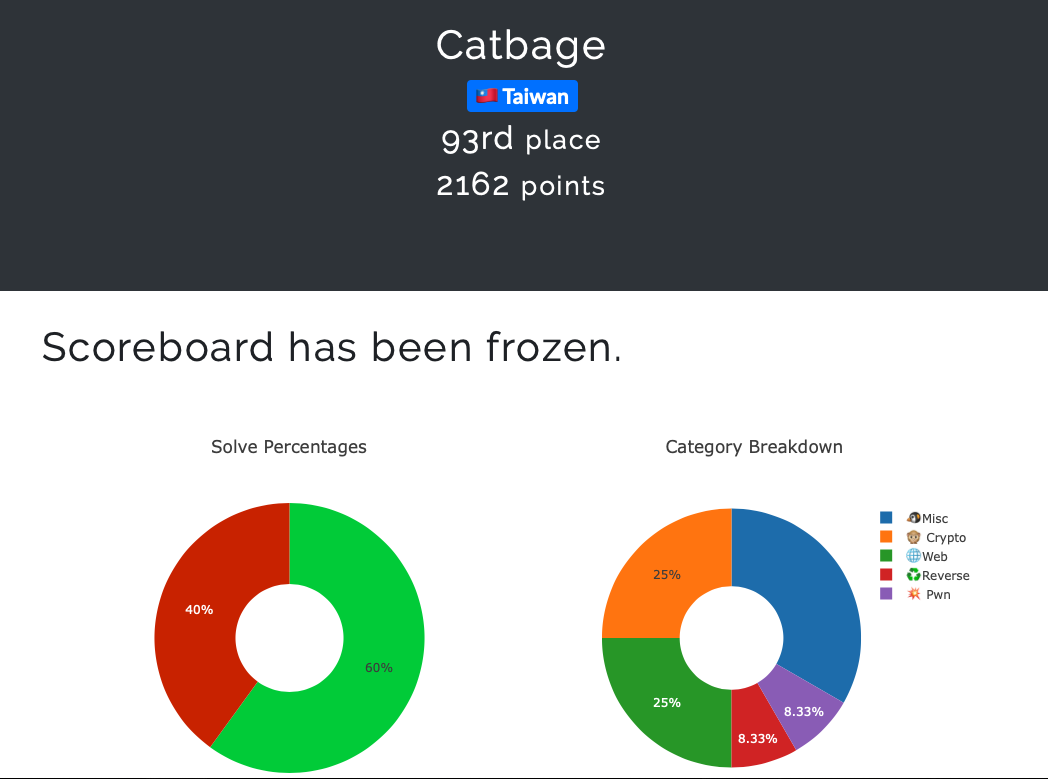 Catbage
🇹🇼 Taiwan
93rd place
2162 points
Scoreboard has been frozen.
Solve Percentages
40%
60%
Category Breakdown
25%
25%
8.33%
8.33%
Misc
Crypto
Web
Reverse
Pwn